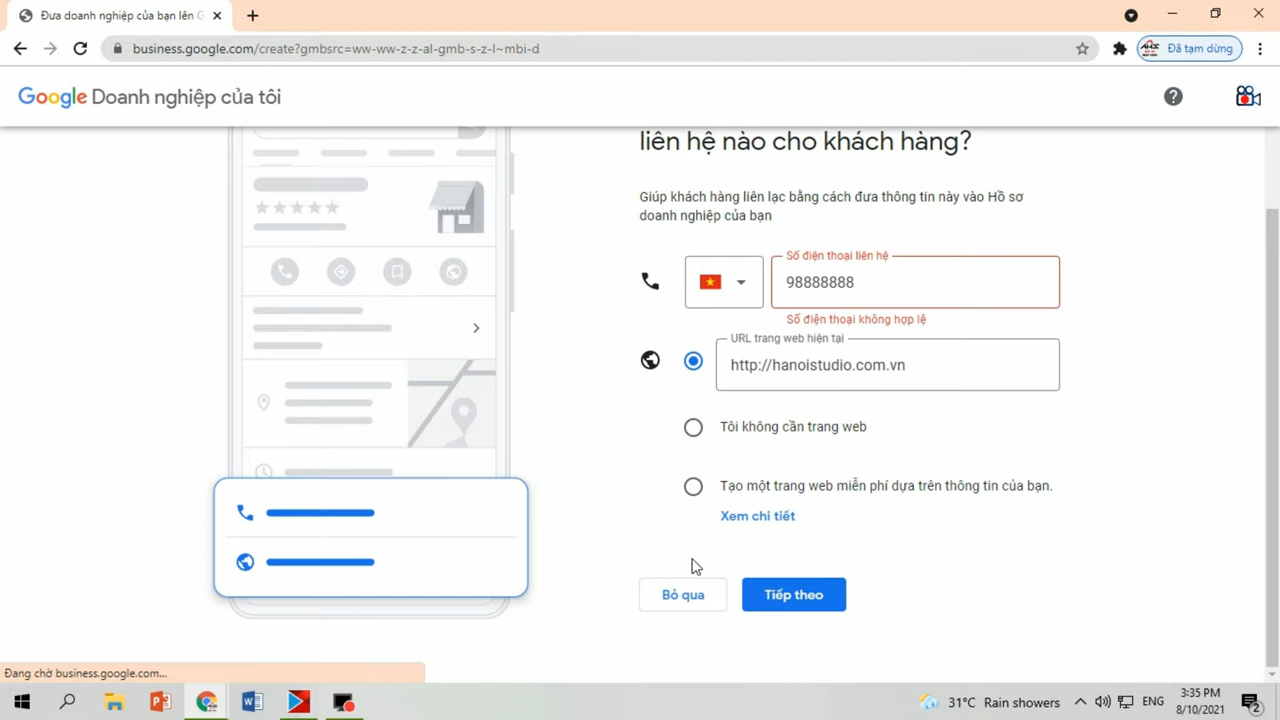 Đưa doanh nghiệp của bạn lên G
business.google.com/create?gmbsrc=ww-ww-z-z-al-gmb-s-z-l~mbi-d
Đã tạm dừng
Google Doanh nghiệp của tôi
liên hệ nào cho khách hàng?
Giúp khách hàng liên lạc bằng cách đưa thông tin này vào Hồ sơ
doanh nghiệp của bạn
Số điện thoại liên hệ
98888888
Số điện thoại không hợp lệ
URL trang web hiện tại
http://hanoistudio.com.vn
Tôi không cần trang web
Tạo một trang web miễn phí dựa trên thông tin của bạn.
Xem chi tiết
Bỏ qua
Tiếp theo
Đang chờ business.google.com...
31°C Rain showers
ENG
3:35 PM
8/10/2021
2